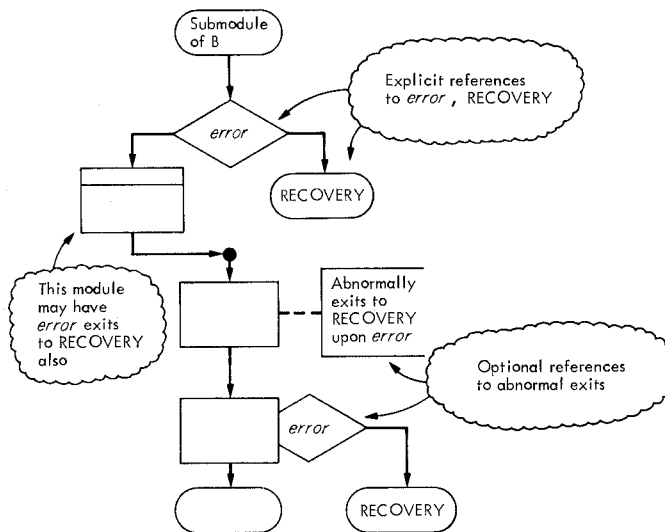 Submodule
of B
error
Explicit references
to error , RECOVERY
RECOVERY
This module
may have
error exits
to RECOVERY
also
Abnormally
exits to
RECOVERY
upon error
Optional references
to abnormal exits
error
RECOVERY